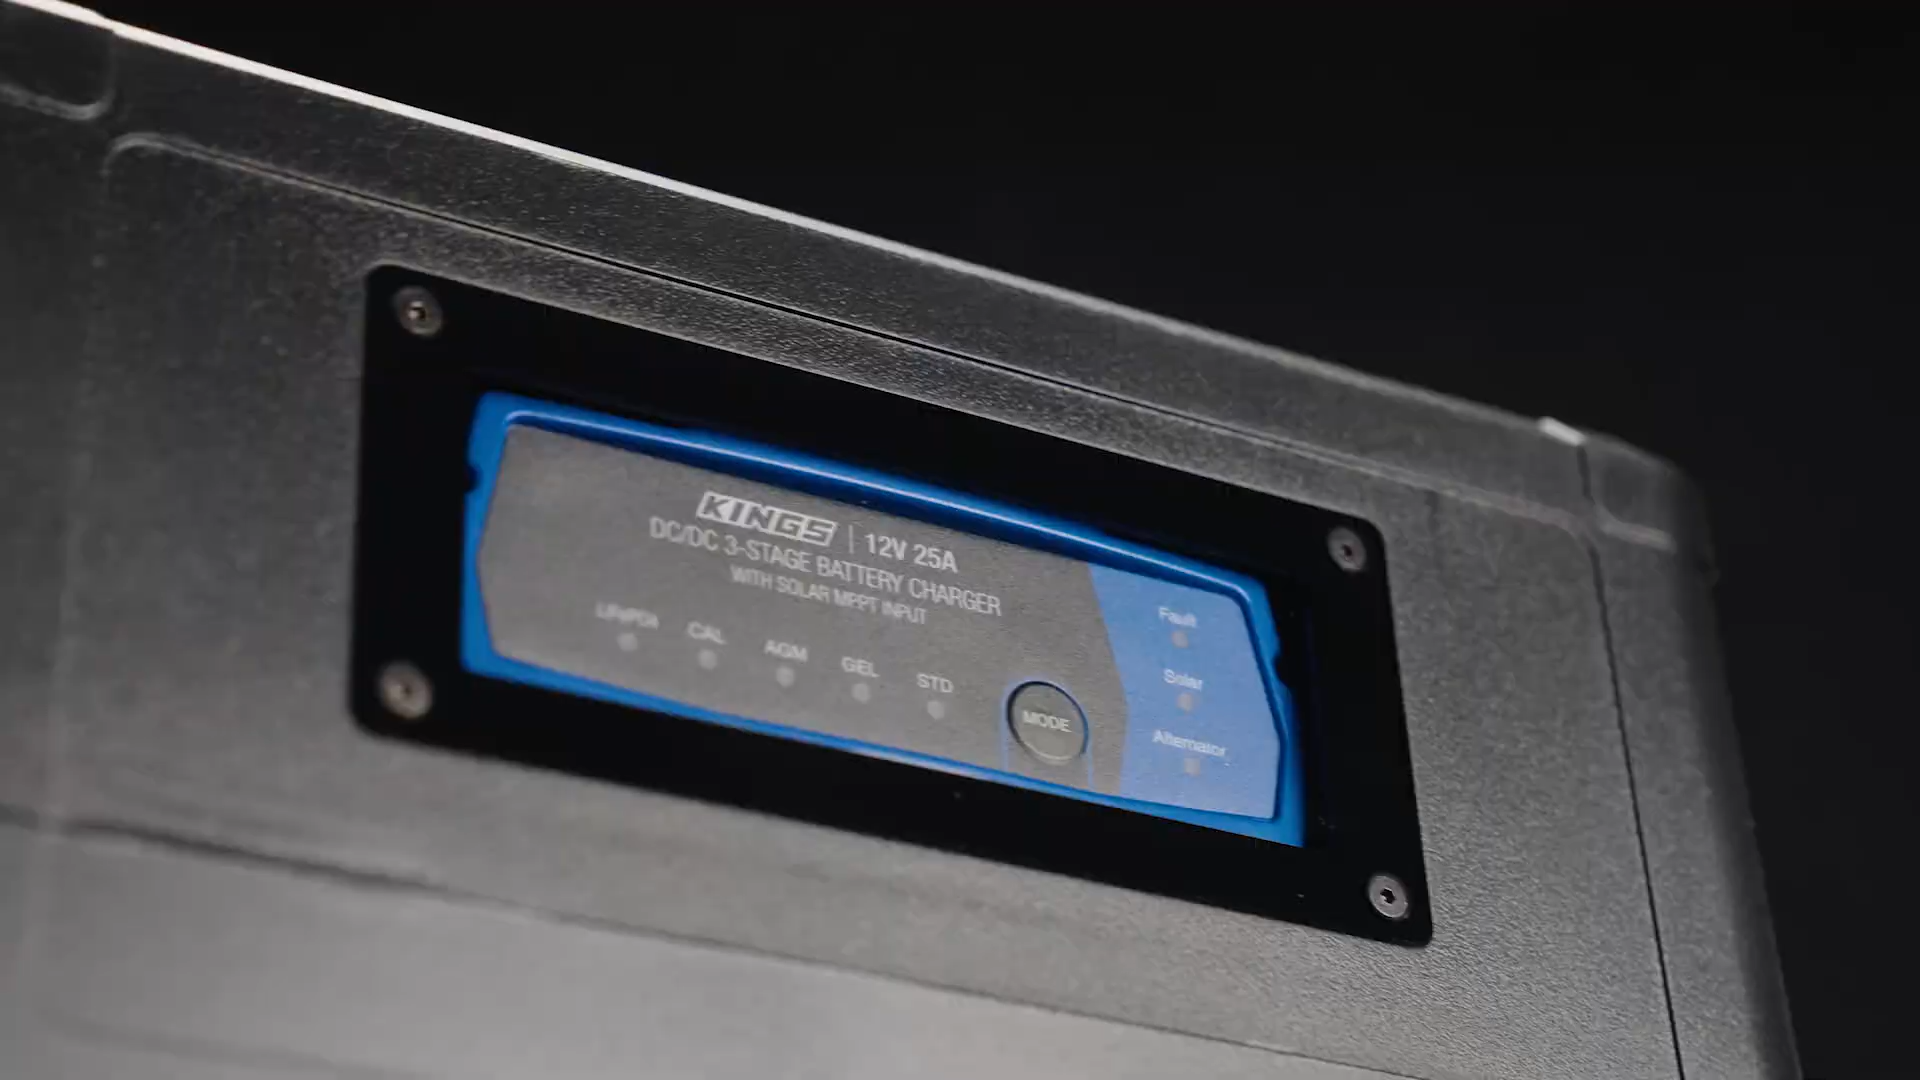 KINGS | 12V 25A
DC/DC 3-STAGE BATTERY CHARGER
WITH SOLAR MPPT INPUT
LiFePO4 CAL AGM GEL STD
MODE
Fault
Solar
Alternator